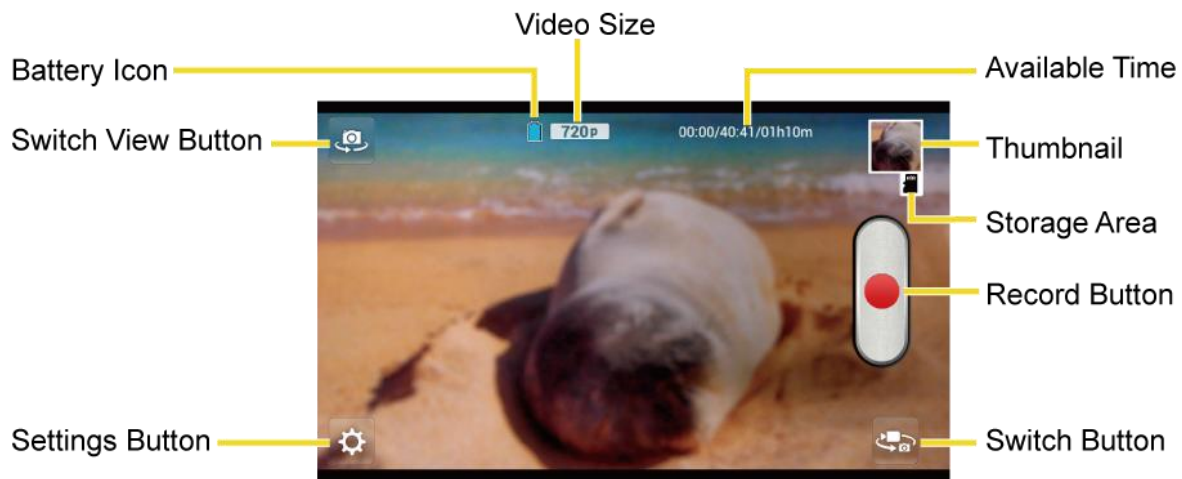 Video Size
Battery Icon
Available Time
Switch View Button
720P
00:00/40:41/01h10m
Thumbnail
Storage Area
Record Button
Settings Button
Switch Button